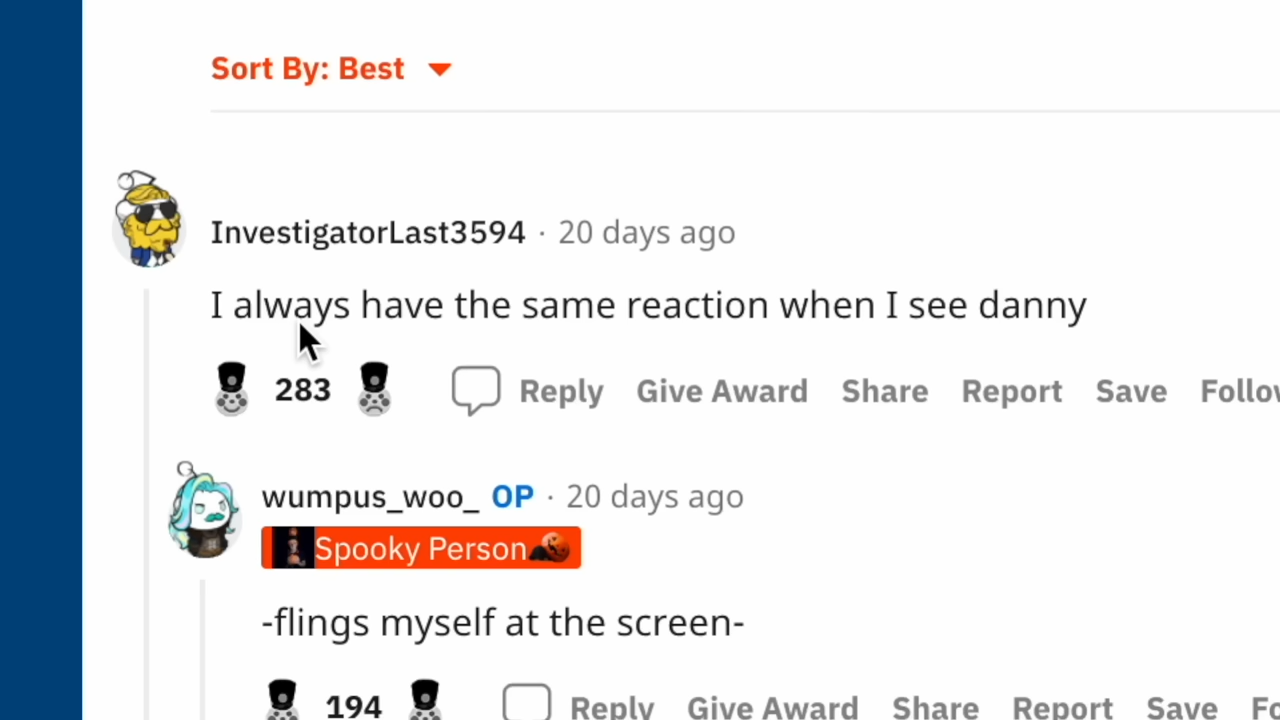 Sort By: Best
InvestigatorLast3594 · 20 days ago
I always have the same reaction when I see danny
283 Reply Give Award Share Report Save Follow
wumpus_woo_ OP · 20 days ago
Spooky Person
-flings myself at the screen-
194 Reply Give Award Share Report Save Fo